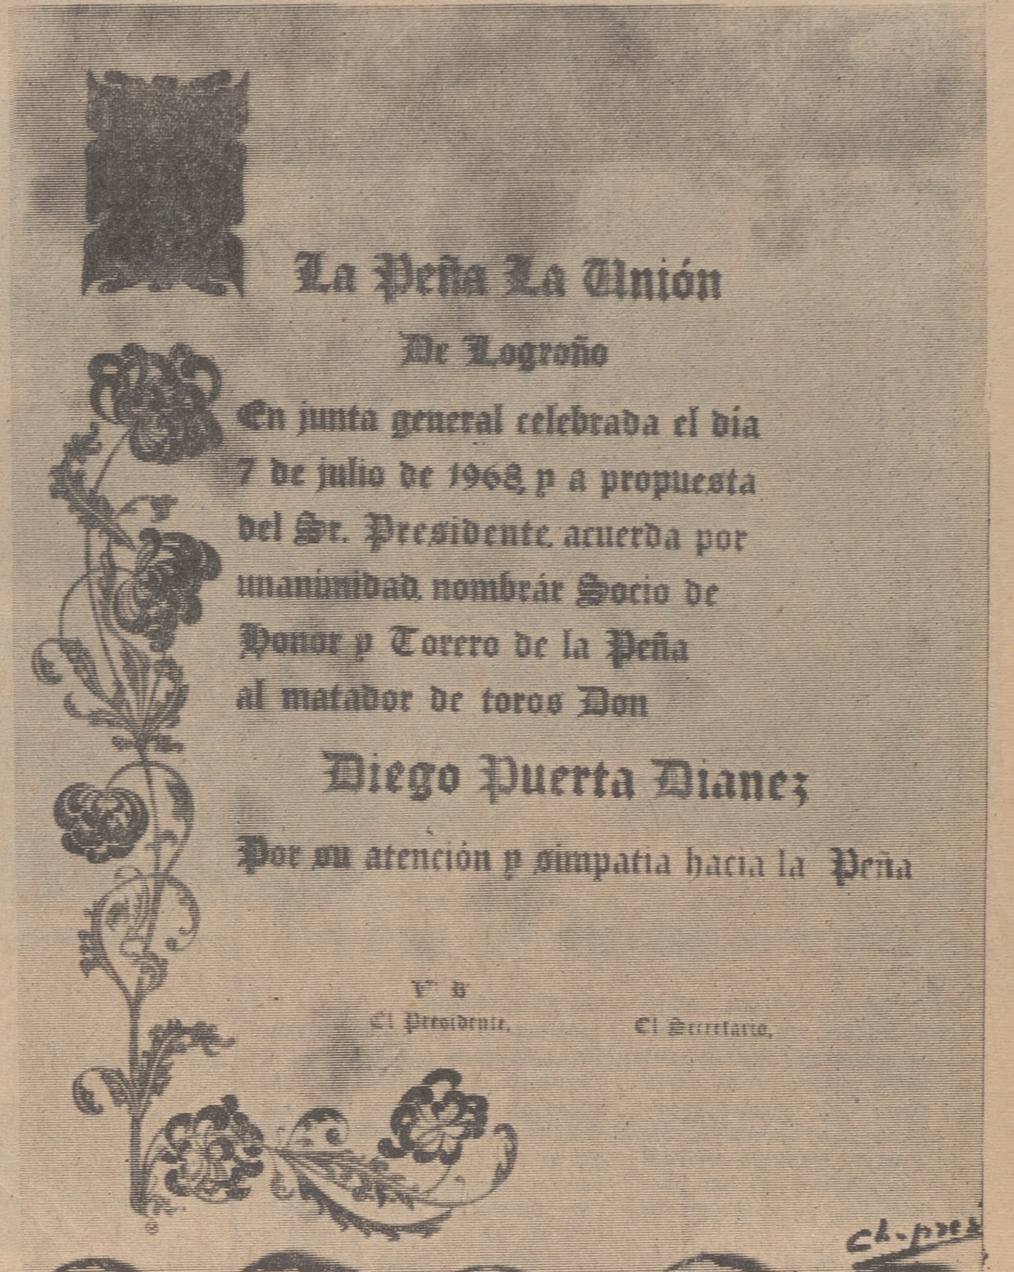 La Peña La Unión
De Logroño
En junta general celebrada el día
7 de julio de 1968, y a propuesta
del Sr. Presidente, acuerda por
unanimidad, nombrár Socio de
Honor y Torero de la Peña
al matador de toros Don
Diego Puerta Dianez
Por su atención y simpatia hacia la Peña
Vº Bº
El Presidente, El Secretario,